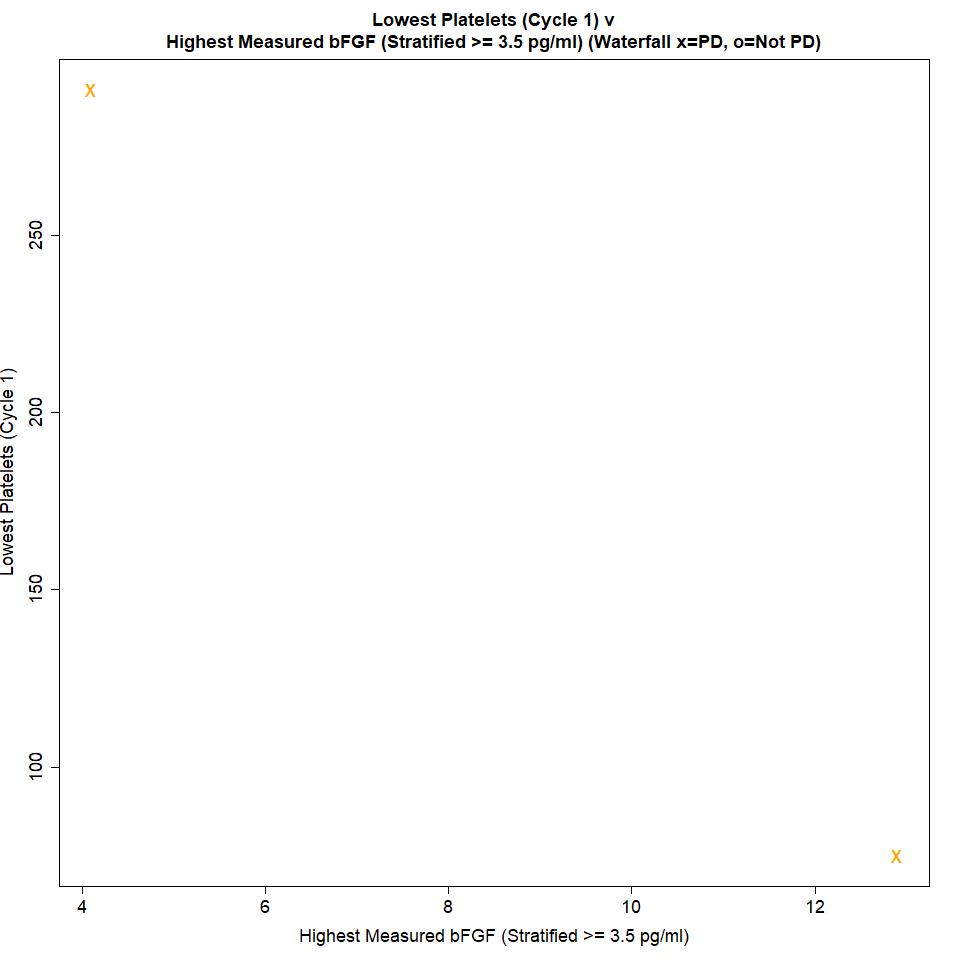 Lowest Platelets (Cycle 1) v
Highest Measured bFGF (Stratified >= 3.5 pg/ml) (Waterfall x=PD, o=Not PD)
X
250
200
150
100
Lowest Platelets (Cycle 1)
X
4
6
8
10
12
Highest Measured bFGF (Stratified >= 3.5 pg/ml)